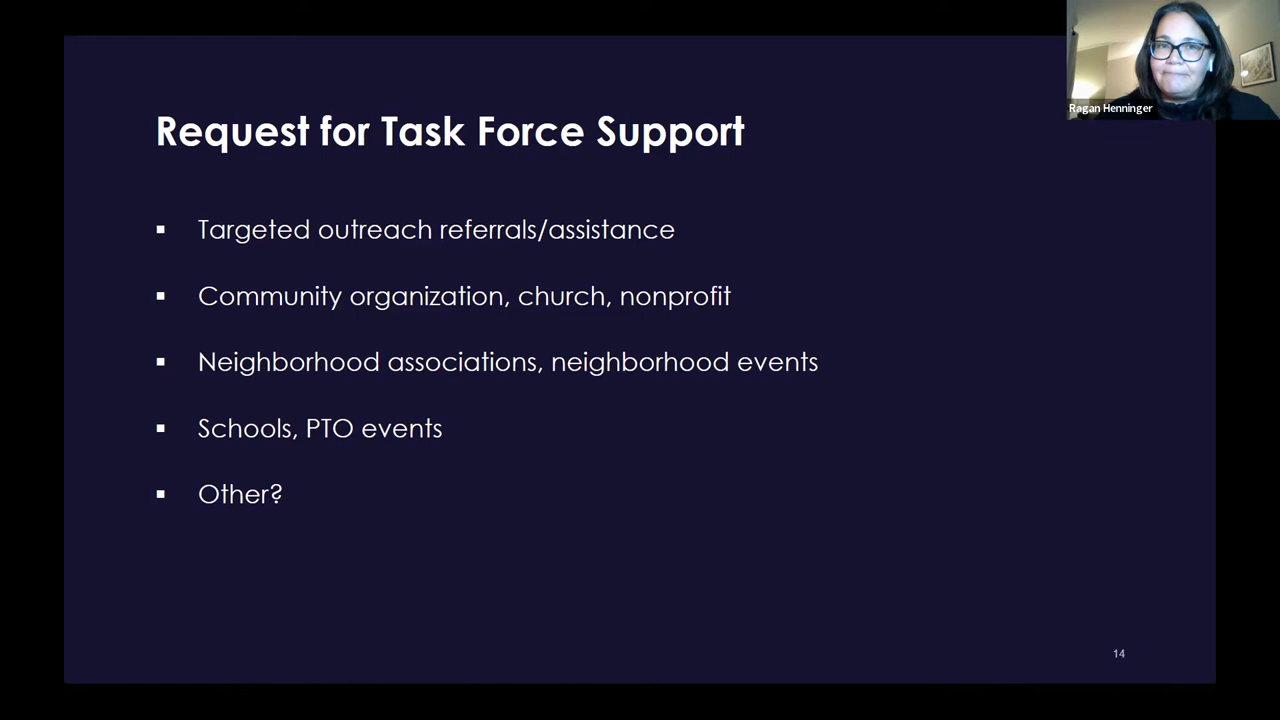 Ragan Henninger
Request for Task Force Support
▪ Targeted outreach referrals/assistance
▪ Community organization, church, nonprofit
▪ Neighborhood associations, neighborhood events
▪ Schools, PTO events
▪ Other?
14